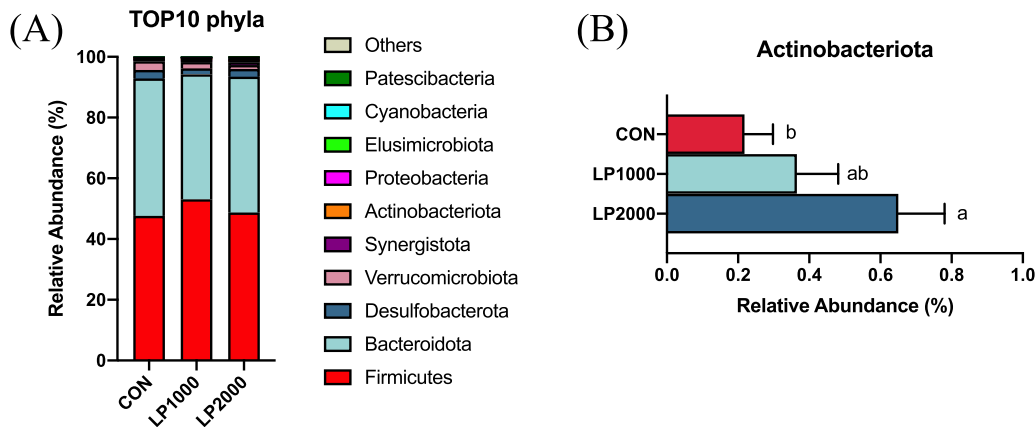 (A)
TOP10 phyla
Relative Abundance (%)
100
80
60
40
20
0
CON
LP1000
LP2000
Others
Patescibacteria
Cyanobacteria
Elusimicrobiota
Proteobacteria
Actinobacteriota
Synergistota
Verrucomicrobiota
Desulfobacterota
Bacteroidota
Firmicutes
(B)
Actinobacteriota
CON
b
LP1000
ab
LP2000
a
0.0 0.2 0.4 0.6 0.8 1.0
Relative Abundance (%)